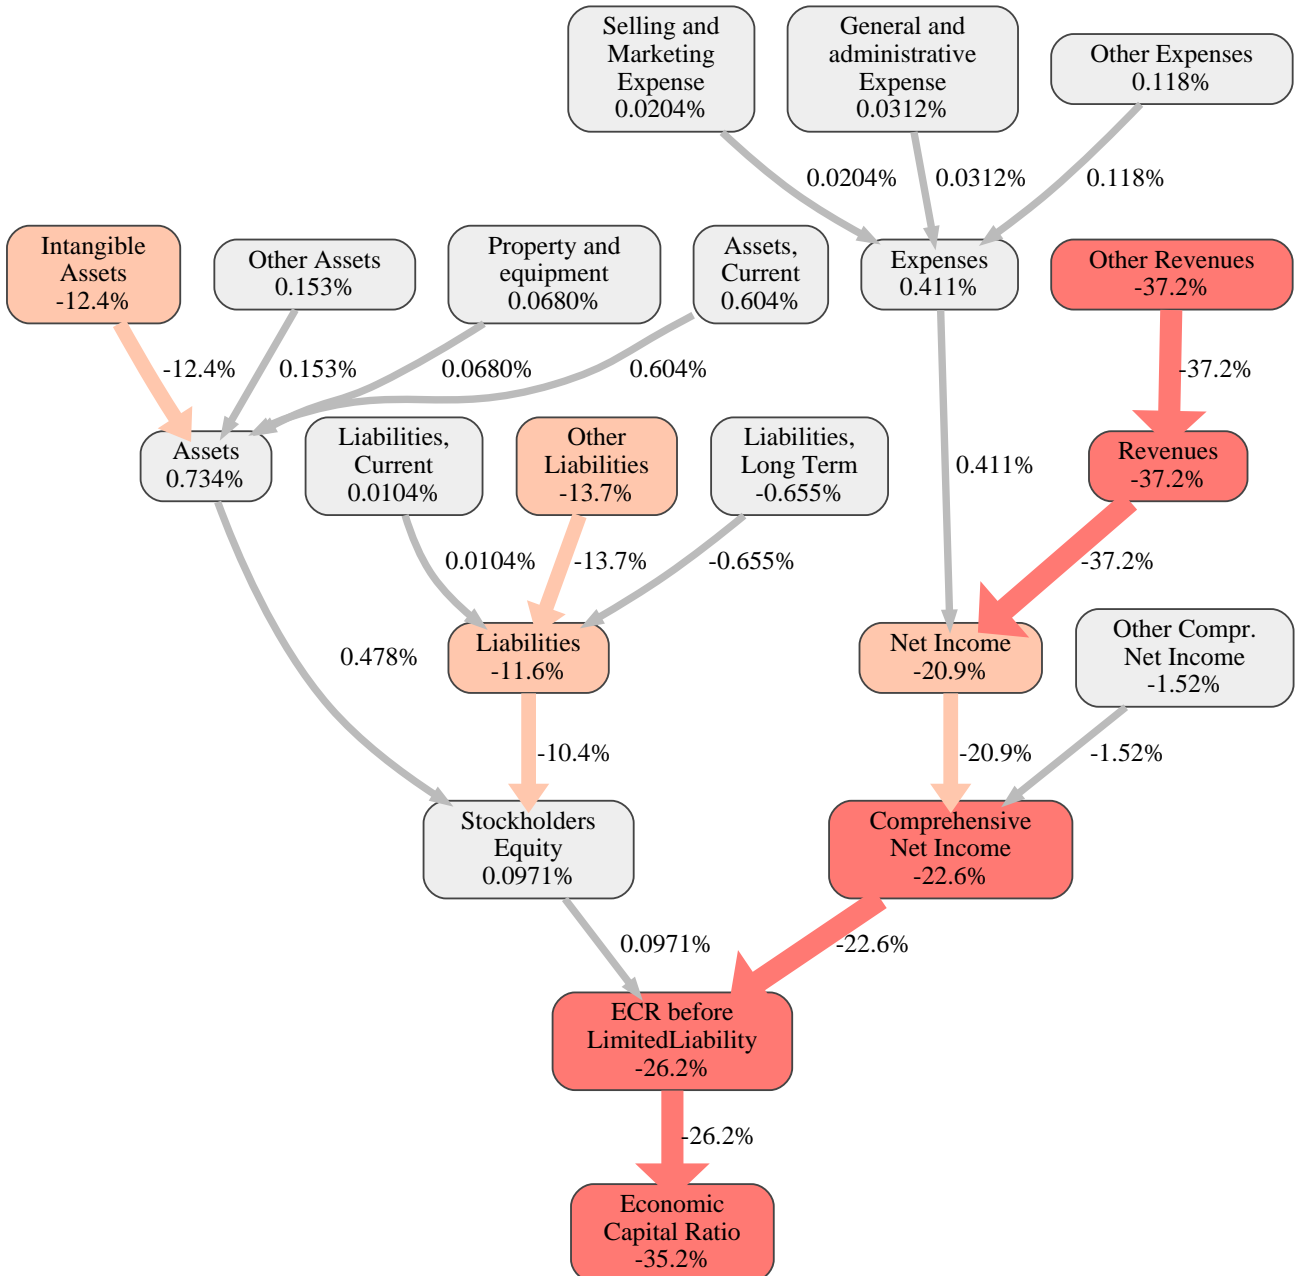 Selling and
Marketing
Expense
0.0204%
General and
administrative
Expense
0.0312%
Other Expenses
0.118%
0.0204%
0.0312%
0.118%
Intangible
Assets
-12.4%
Other Assets
0.153%
Property and
equipment
0.0680%
Assets,
Current
0.604%
Expenses
0.411%
Other Revenues
-37.2%
-12.4%
0.153%
0.0680%
0.604%
-37.2%
Assets
0.734%
Liabilities,
Current
0.0104%
Other
Liabilities
-13.7%
Liabilities,
Long Term
-0.655%
0.411%
Revenues
-37.2%
0.0104%
-13.7%
-0.655%
-37.2%
0.478%
Liabilities
-11.6%
Net Income
-20.9%
Other Compr.
Net Income
-1.52%
-10.4%
-20.9%
-1.52%
Stockholders
Equity
0.0971%
Comprehensive
Net Income
-22.6%
0.0971%
-22.6%
ECR before
LimitedLiability
-26.2%
-26.2%
Economic
Capital Ratio
-35.2%